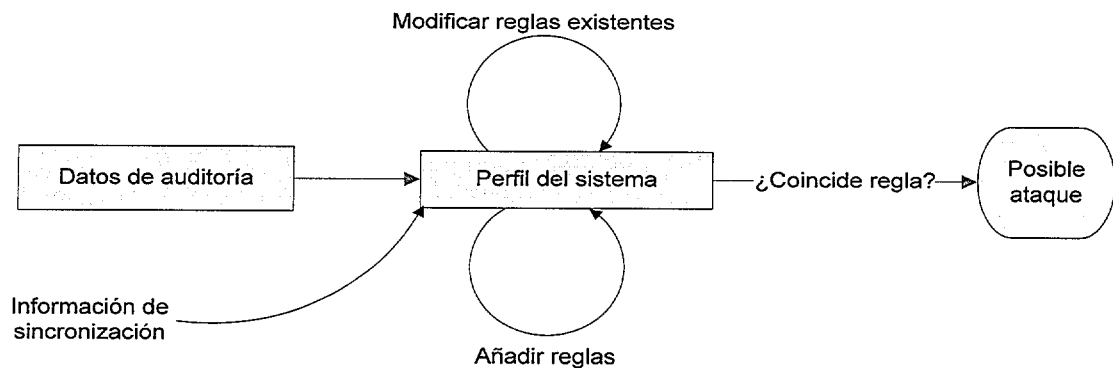 Modificar reglas existentes
Datos de auditoría
Perfil del sistema
¿Coincide regla?
Posible
ataque
Información de
sincronización
Añadir reglas